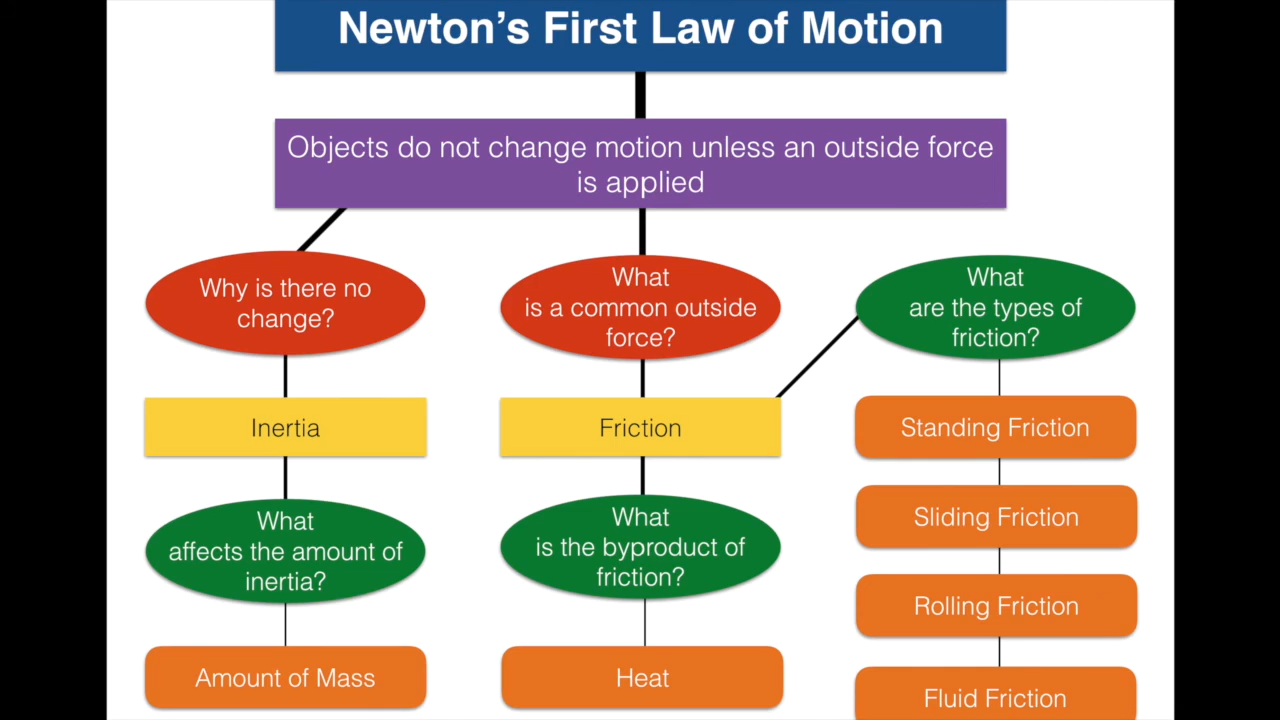 Newton's First Law of Motion
Objects do not change motion unless an outside force
is applied
Why is there no
change?
Inertia
What
affects the amount of
inertia?
Amount of Mass
What
is a common outside
force?
Friction
What
is the byproduct of
friction?
Heat
What
are the types of
friction?
Standing Friction
Sliding Friction
Rolling Friction
Fluid Friction